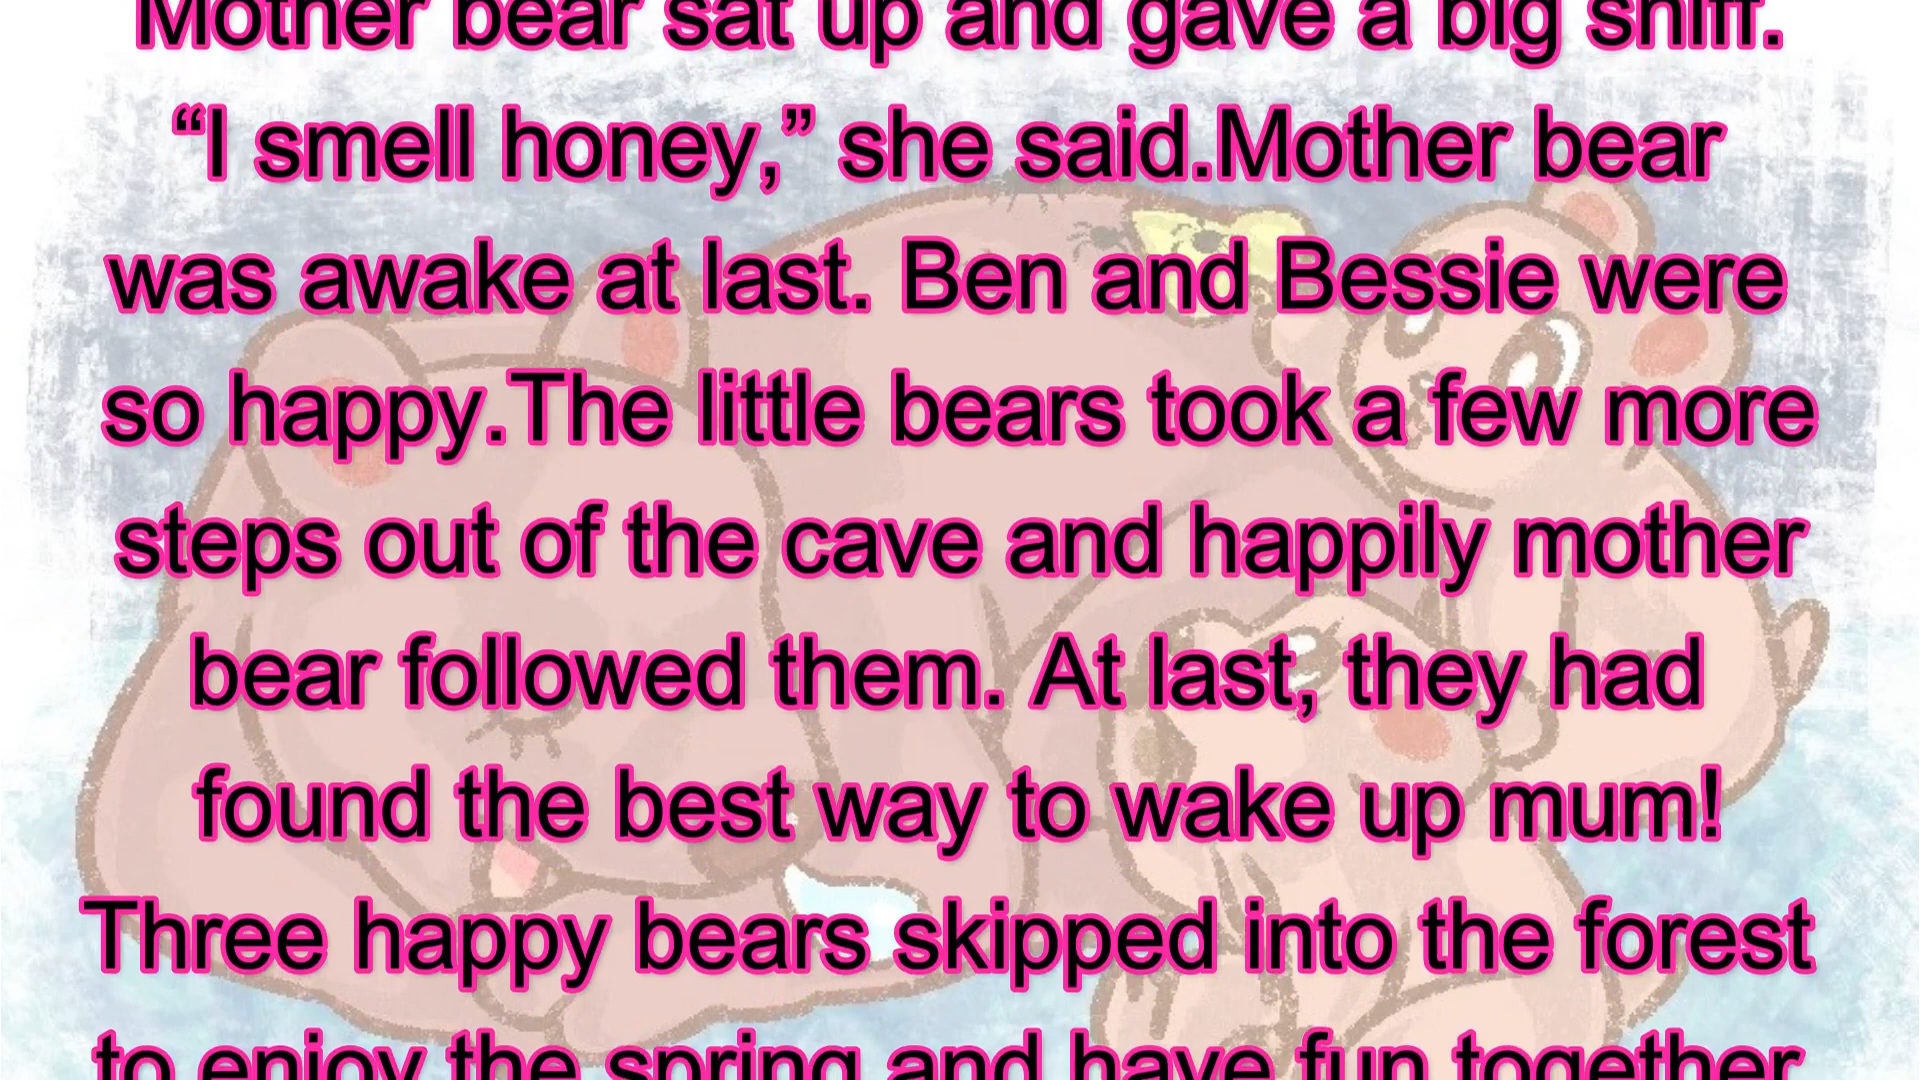 Mother bear sat up and gave a big sniff.
“I smell honey,” she said.Mother bear
was awake at last. Ben and Bessie were
so happy.The little bears took a few more
steps out of the cave and happily mother
bear followed them. At last, they had
found the best way to wake up mum!
Three happy bears skipped into the forest
to enjoy the spring and have fun together